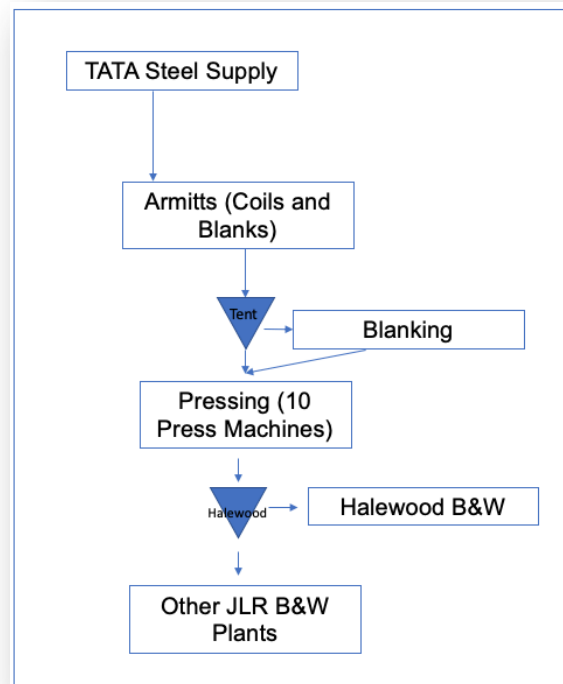 TATA Steel Supply
Armitts (Coils and
Blanks)
Tent
Blanking
Pressing (10
Press Machines)
Halewood
Halewood B&W
Other JLR B&W
Plants